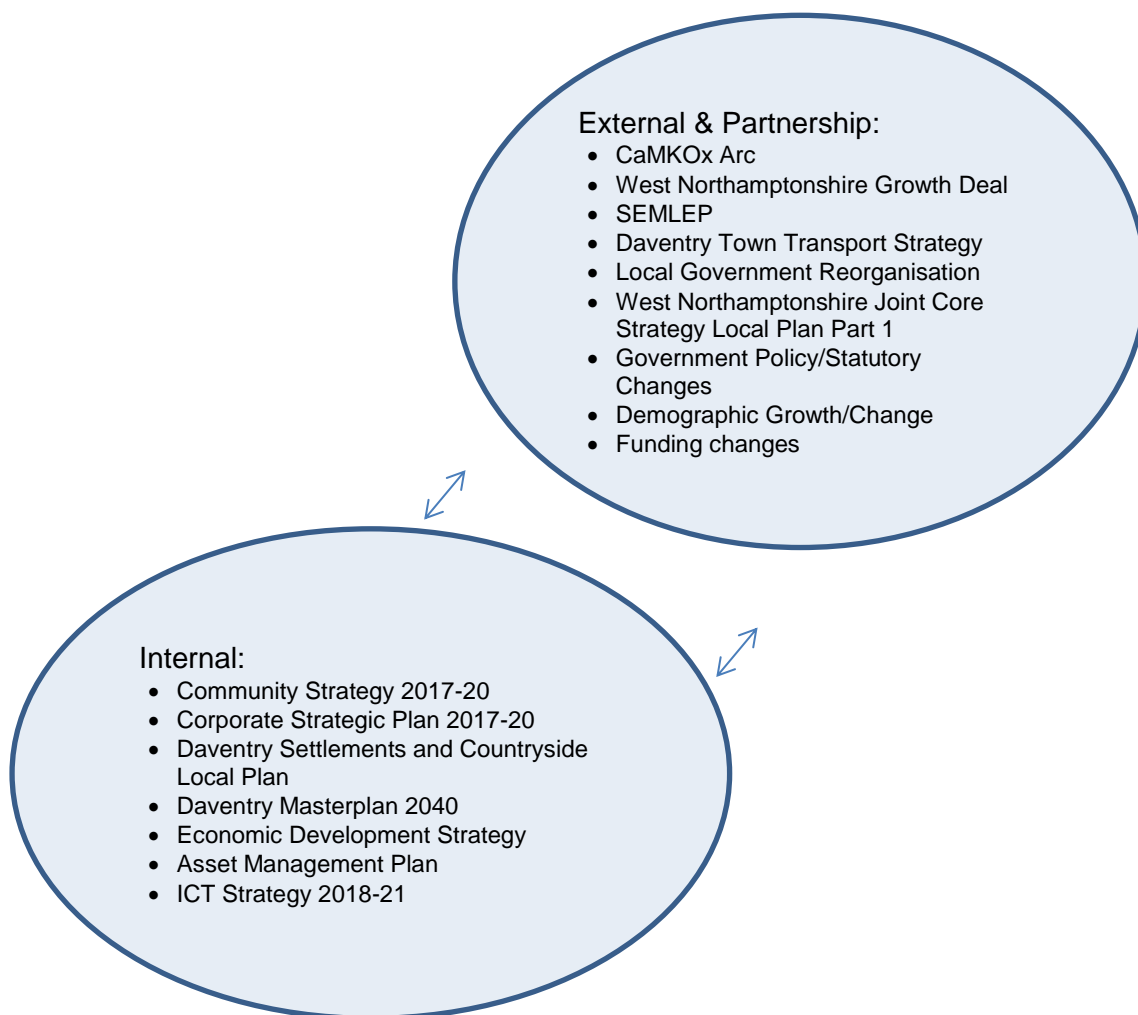 External & Partnership:
• CaMKOx Arc
• West Northamptonshire Growth Deal
• SEMLEP
• Daventry Town Transport Strategy
• Local Government Reorganisation
• West Northamptonshire Joint Core
Strategy Local Plan Part 1
• Government Policy/Statutory
Changes
• Demographic Growth/Change
• Funding changes
Internal:
• Community Strategy 2017-20
• Corporate Strategic Plan 2017-20
• Daventry Settlements and Countryside
Local Plan
• Daventry Masterplan 2040
• Economic Development Strategy
• Asset Management Plan
• ICT Strategy 2018-21